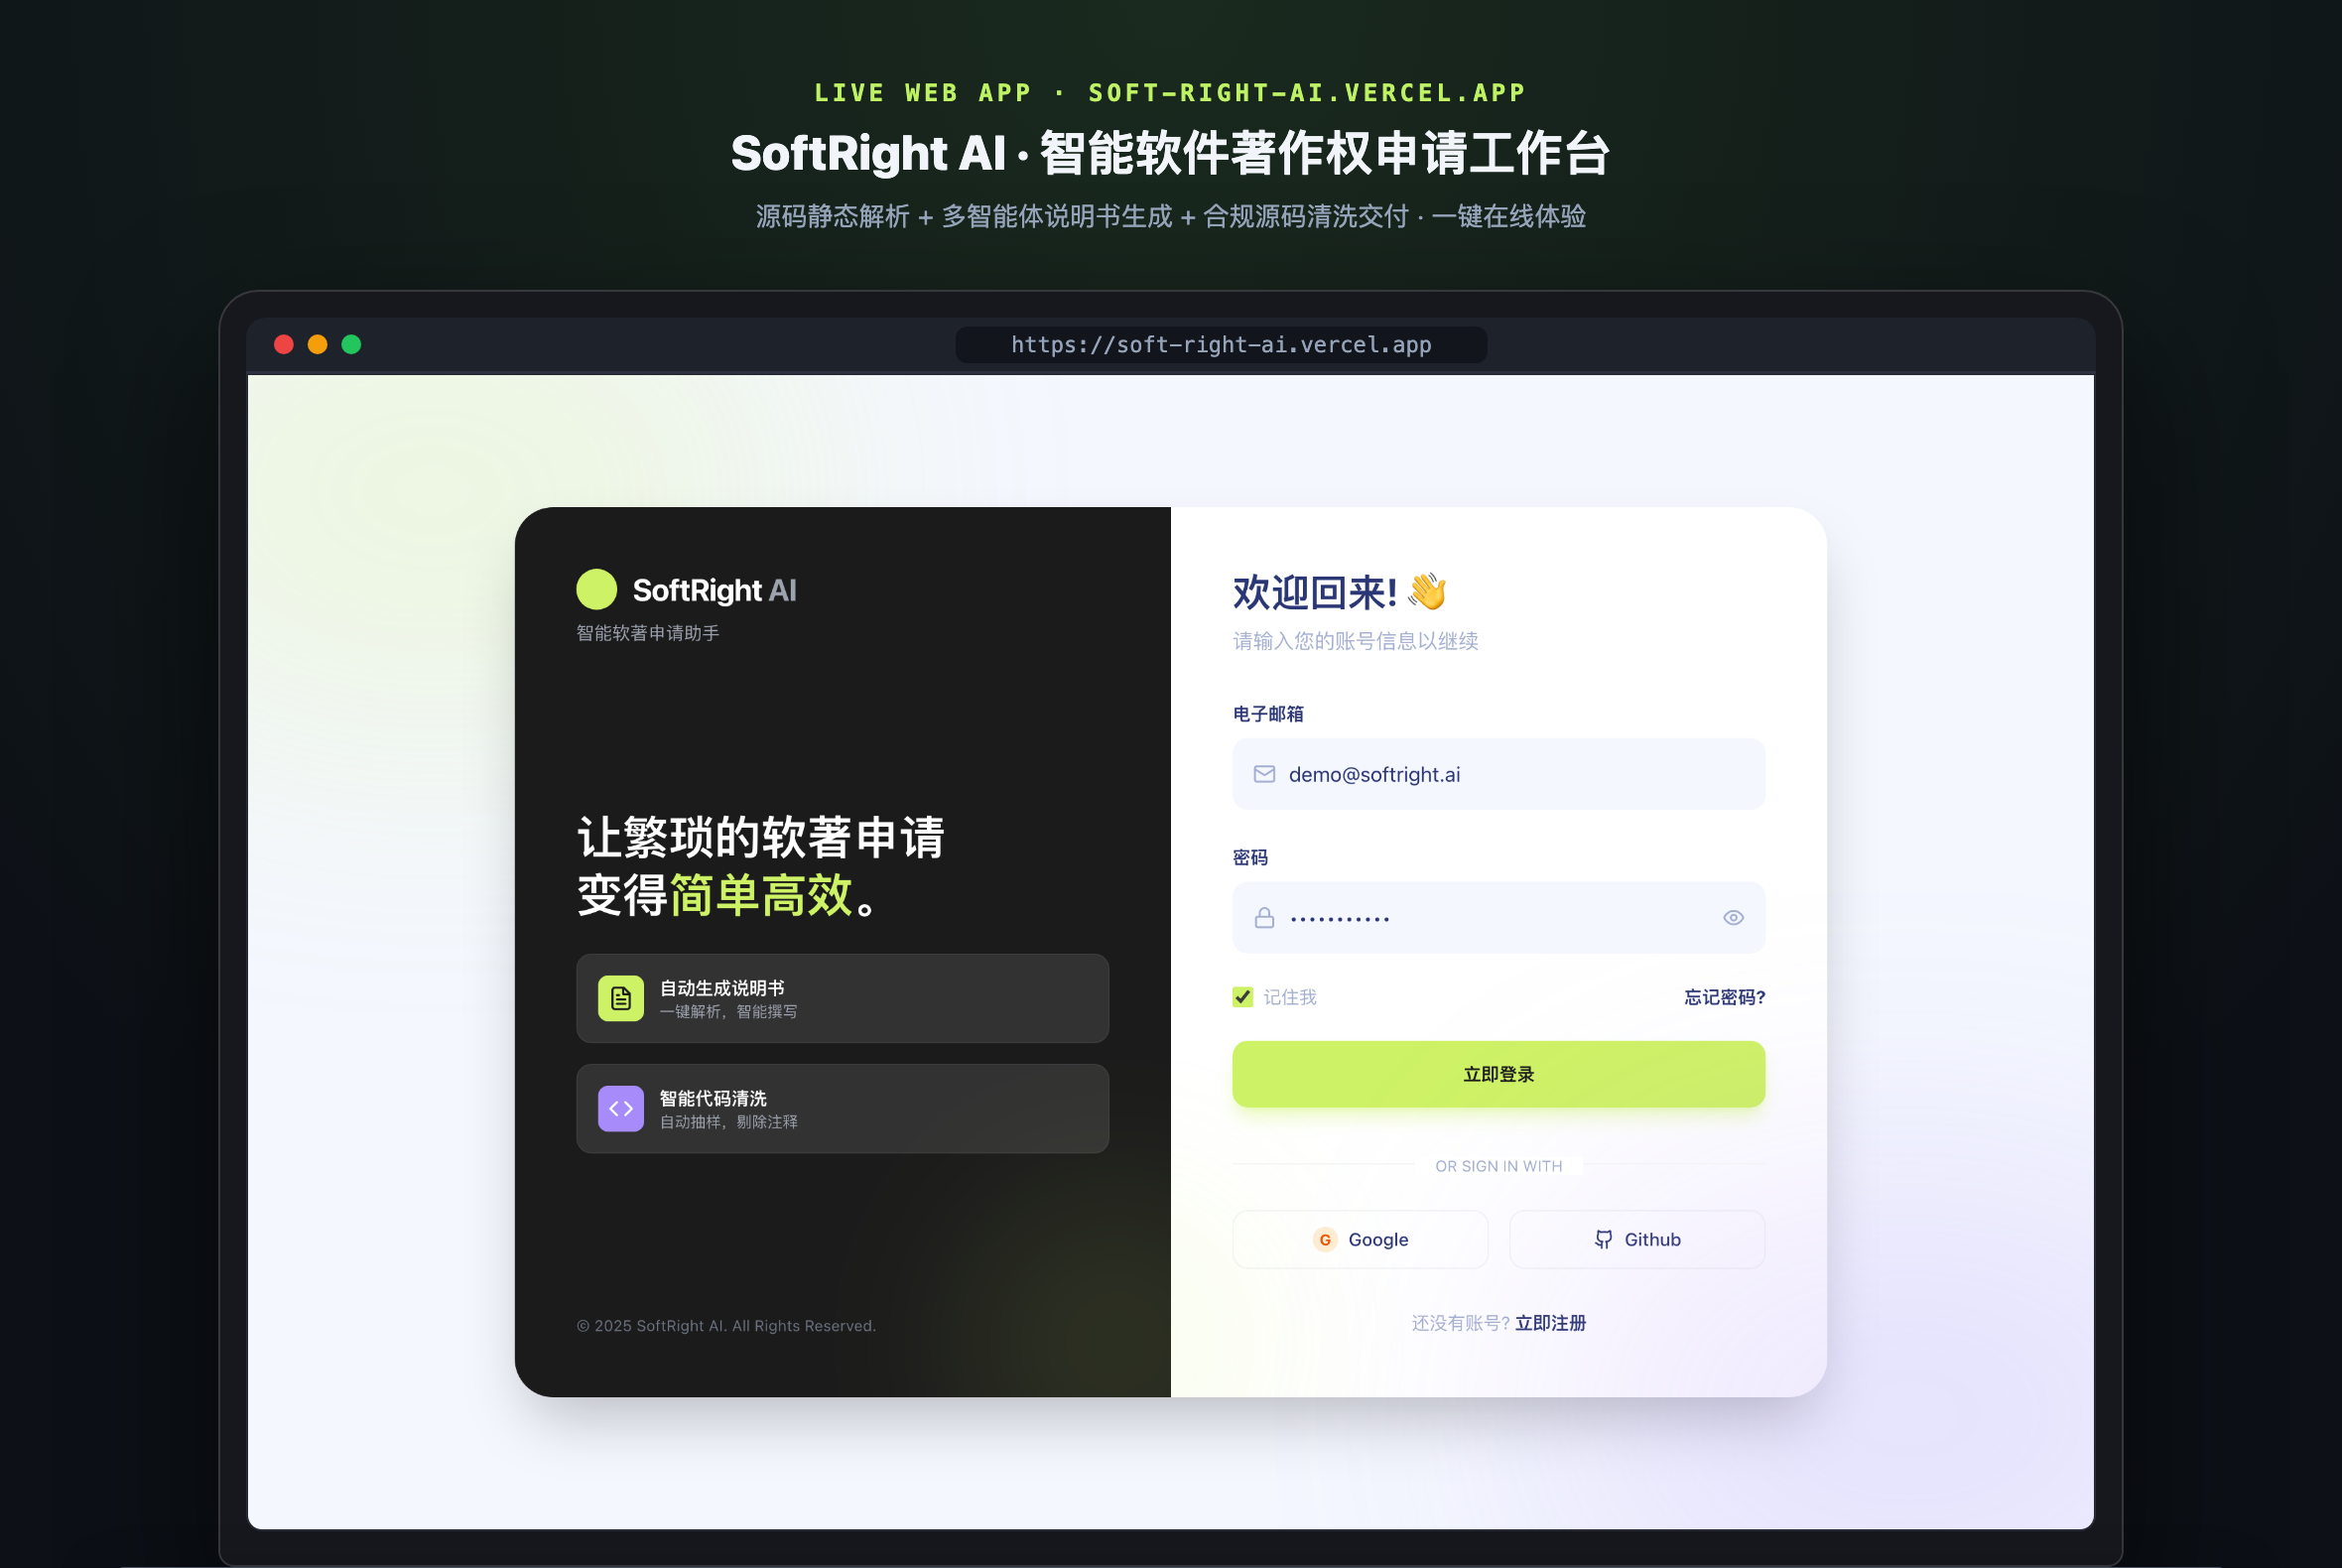 LIVE WEB APP · SOFT-RIGHT-AI.VERCEL.APP
SoftRight AI · 智能软件著作权申请工作台
源码静态解析 + 多智能体说明书生成 + 合规源码清洗交付 · 一键在线体验
https://soft-right-ai.vercel.app
SoftRight AI
智能软著申请助手
让繁琐的软著申请
变得简单高效。
自动生成说明书
一键解析，智能撰写
智能代码清洗
自动抽样，剔除注释
© 2025 SoftRight AI. All Rights Reserved.
欢迎回来! 👋
请输入您的账号信息以继续
电子邮箱
demo@softright.ai
密码
•••••••••••
记住我
忘记密码?
立即登录
OR SIGN IN WITH
G Google
Github
还没有账号? 立即注册